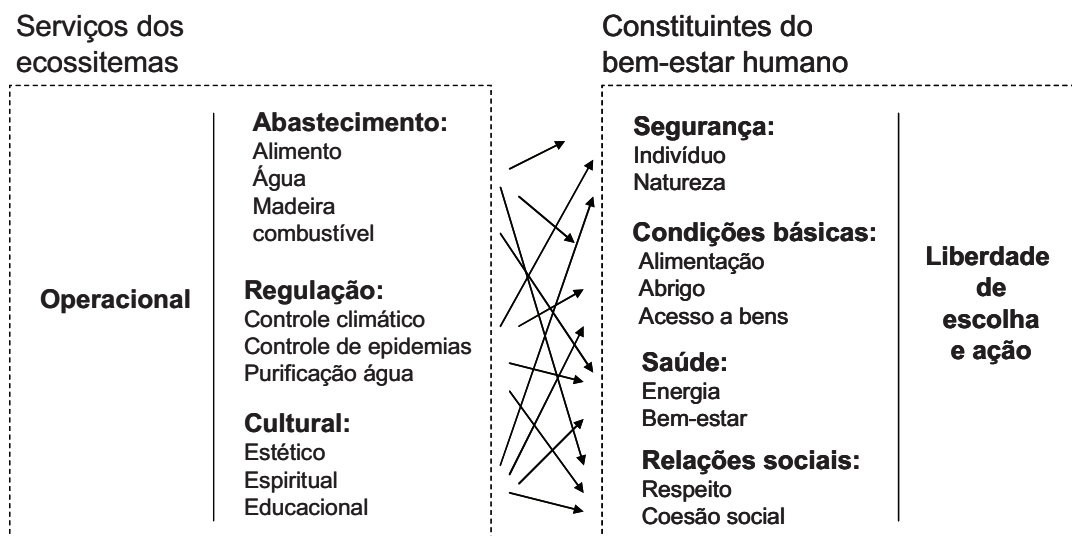 Serviços dos
ecossitemas
Operacional
Abastecimento:
Alimento
Água
Madeira
combustível
Regulação:
Controle climático
Controle de epidemias
Purificação água
Cultural:
Estético
Espiritual
Educacional
Constituintes do
bem-estar humano
Segurança:
Indivíduo
Natureza
Condições básicas:
Alimentação
Abrigo
Acesso a bens
Saúde:
Energia
Bem-estar
Relações sociais:
Respeito
Coesão social
Liberdade
de
escolha
e ação